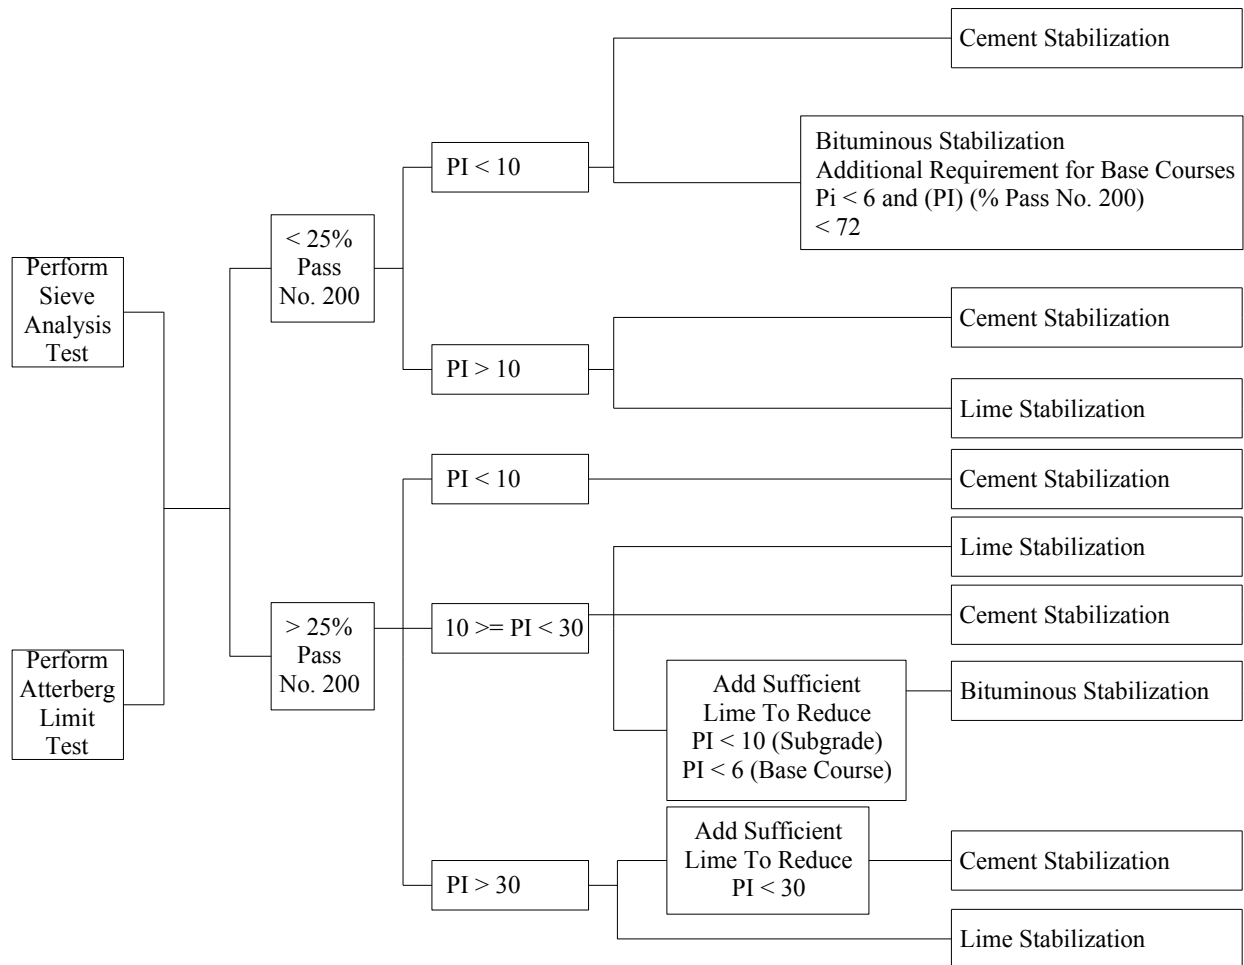 Perform
Sieve
Analysis
Test
Perform
Atterberg
Limit
Test
< 25%
Pass
No. 200
> 25%
Pass
No. 200
PI < 10
PI > 10
PI < 10
10 >= PI < 30
PI > 30
Cement Stabilization
Bituminous Stabilization
Additional Requirement for Base Courses
Pi < 6 and (PI) (% Pass No. 200)
< 72
Cement Stabilization
Lime Stabilization
Cement Stabilization
Lime Stabilization
Cement Stabilization
Add Sufficient
Lime To Reduce
PI < 10 (Subgrade)
PI < 6 (Base Course)
Bituminous Stabilization
Add Sufficient
Lime To Reduce
PI < 30
Cement Stabilization
Lime Stabilization